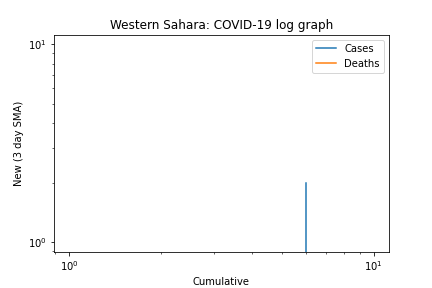 Western Sahara: COVID-19 log graph
10¹
Cases
Deaths
New (3 day SMA)
10⁰
10⁰
10¹
Cumulative